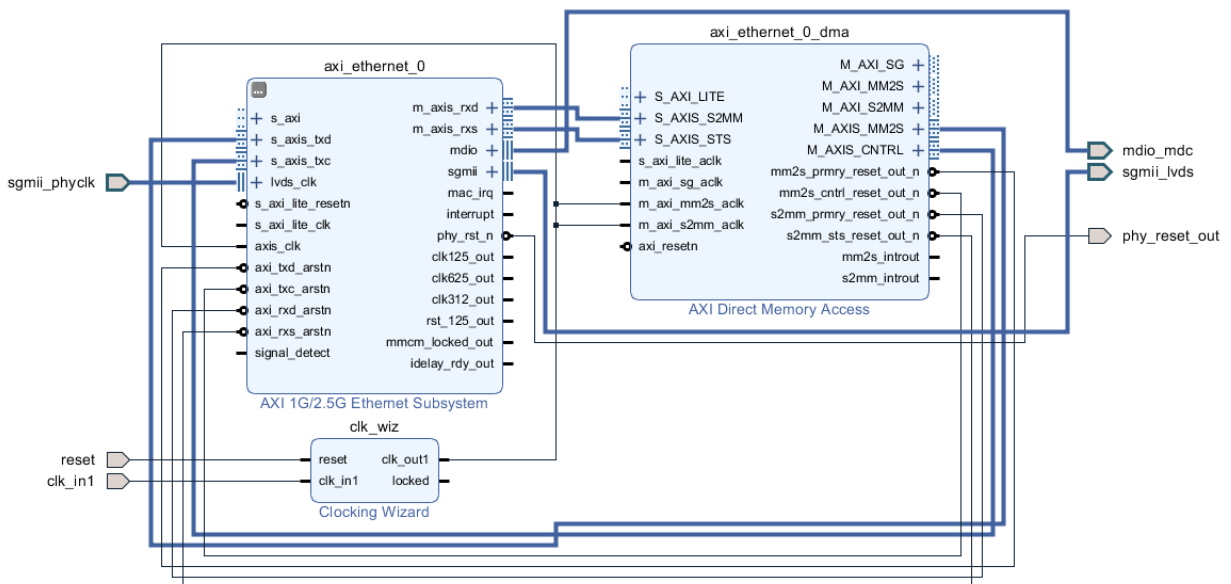 axi_ethernet_0
...
s_axi
s_axis_txd
s_axis_txc
lvds_clk
s_axi_lite_resetn
s_axi_lite_clk
axis_clk
axi_txd_arstn
axi_txc_arstn
axi_rxd_arstn
axi_rxs_arstn
signal_detect
m_axis_rxd
m_axis_rxs
mdio
sgmii
mac_irq
interrupt
phy_rst_n
clk125_out
clk625_out
clk312_out
rst_125_out
mmcm_locked_out
idelay_rdy_out
AXI 1G/2.5G Ethernet Subsystem
axi_ethernet_0_dma
S_AXI_LITE
S_AXIS_S2MM
S_AXIS_STS
s_axi_lite_aclk
m_axi_sg_aclk
m_axi_mm2s_aclk
m_axi_s2mm_aclk
axi_resetn
M_AXI_SG
M_AXI_MM2S
M_AXI_S2MM
M_AXIS_MM2S
M_AXIS_CNTRL
mm2s_prmry_reset_out_n
mm2s_cntrl_reset_out_n
s2mm_prmry_reset_out_n
s2mm_sts_reset_out_n
mm2s_introut
s2mm_introut
AXI Direct Memory Access
sgmii_phyclk
mdio_mdc
sgmii_lvds
phy_reset_out
clk_wiz
reset
clk_in1
reset
clk_in1
clk_out1
locked
Clocking Wizard